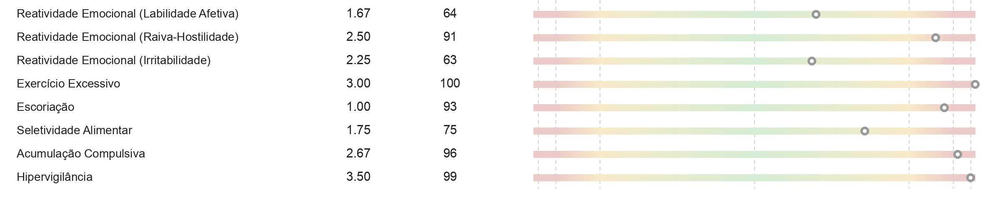 Reatividade Emocional (Labilidade Afetiva) 1.67 64
Reatividade Emocional (Raiva-Hostilidade) 2.50 91
Reatividade Emocional (Irritabilidade) 2.25 63
Exercício Excessivo 3.00 100
Escoriação 1.00 93
Seletividade Alimentar 1.75 75
Acumulação Compulsiva 2.67 96
Hipervigilância 3.50 99